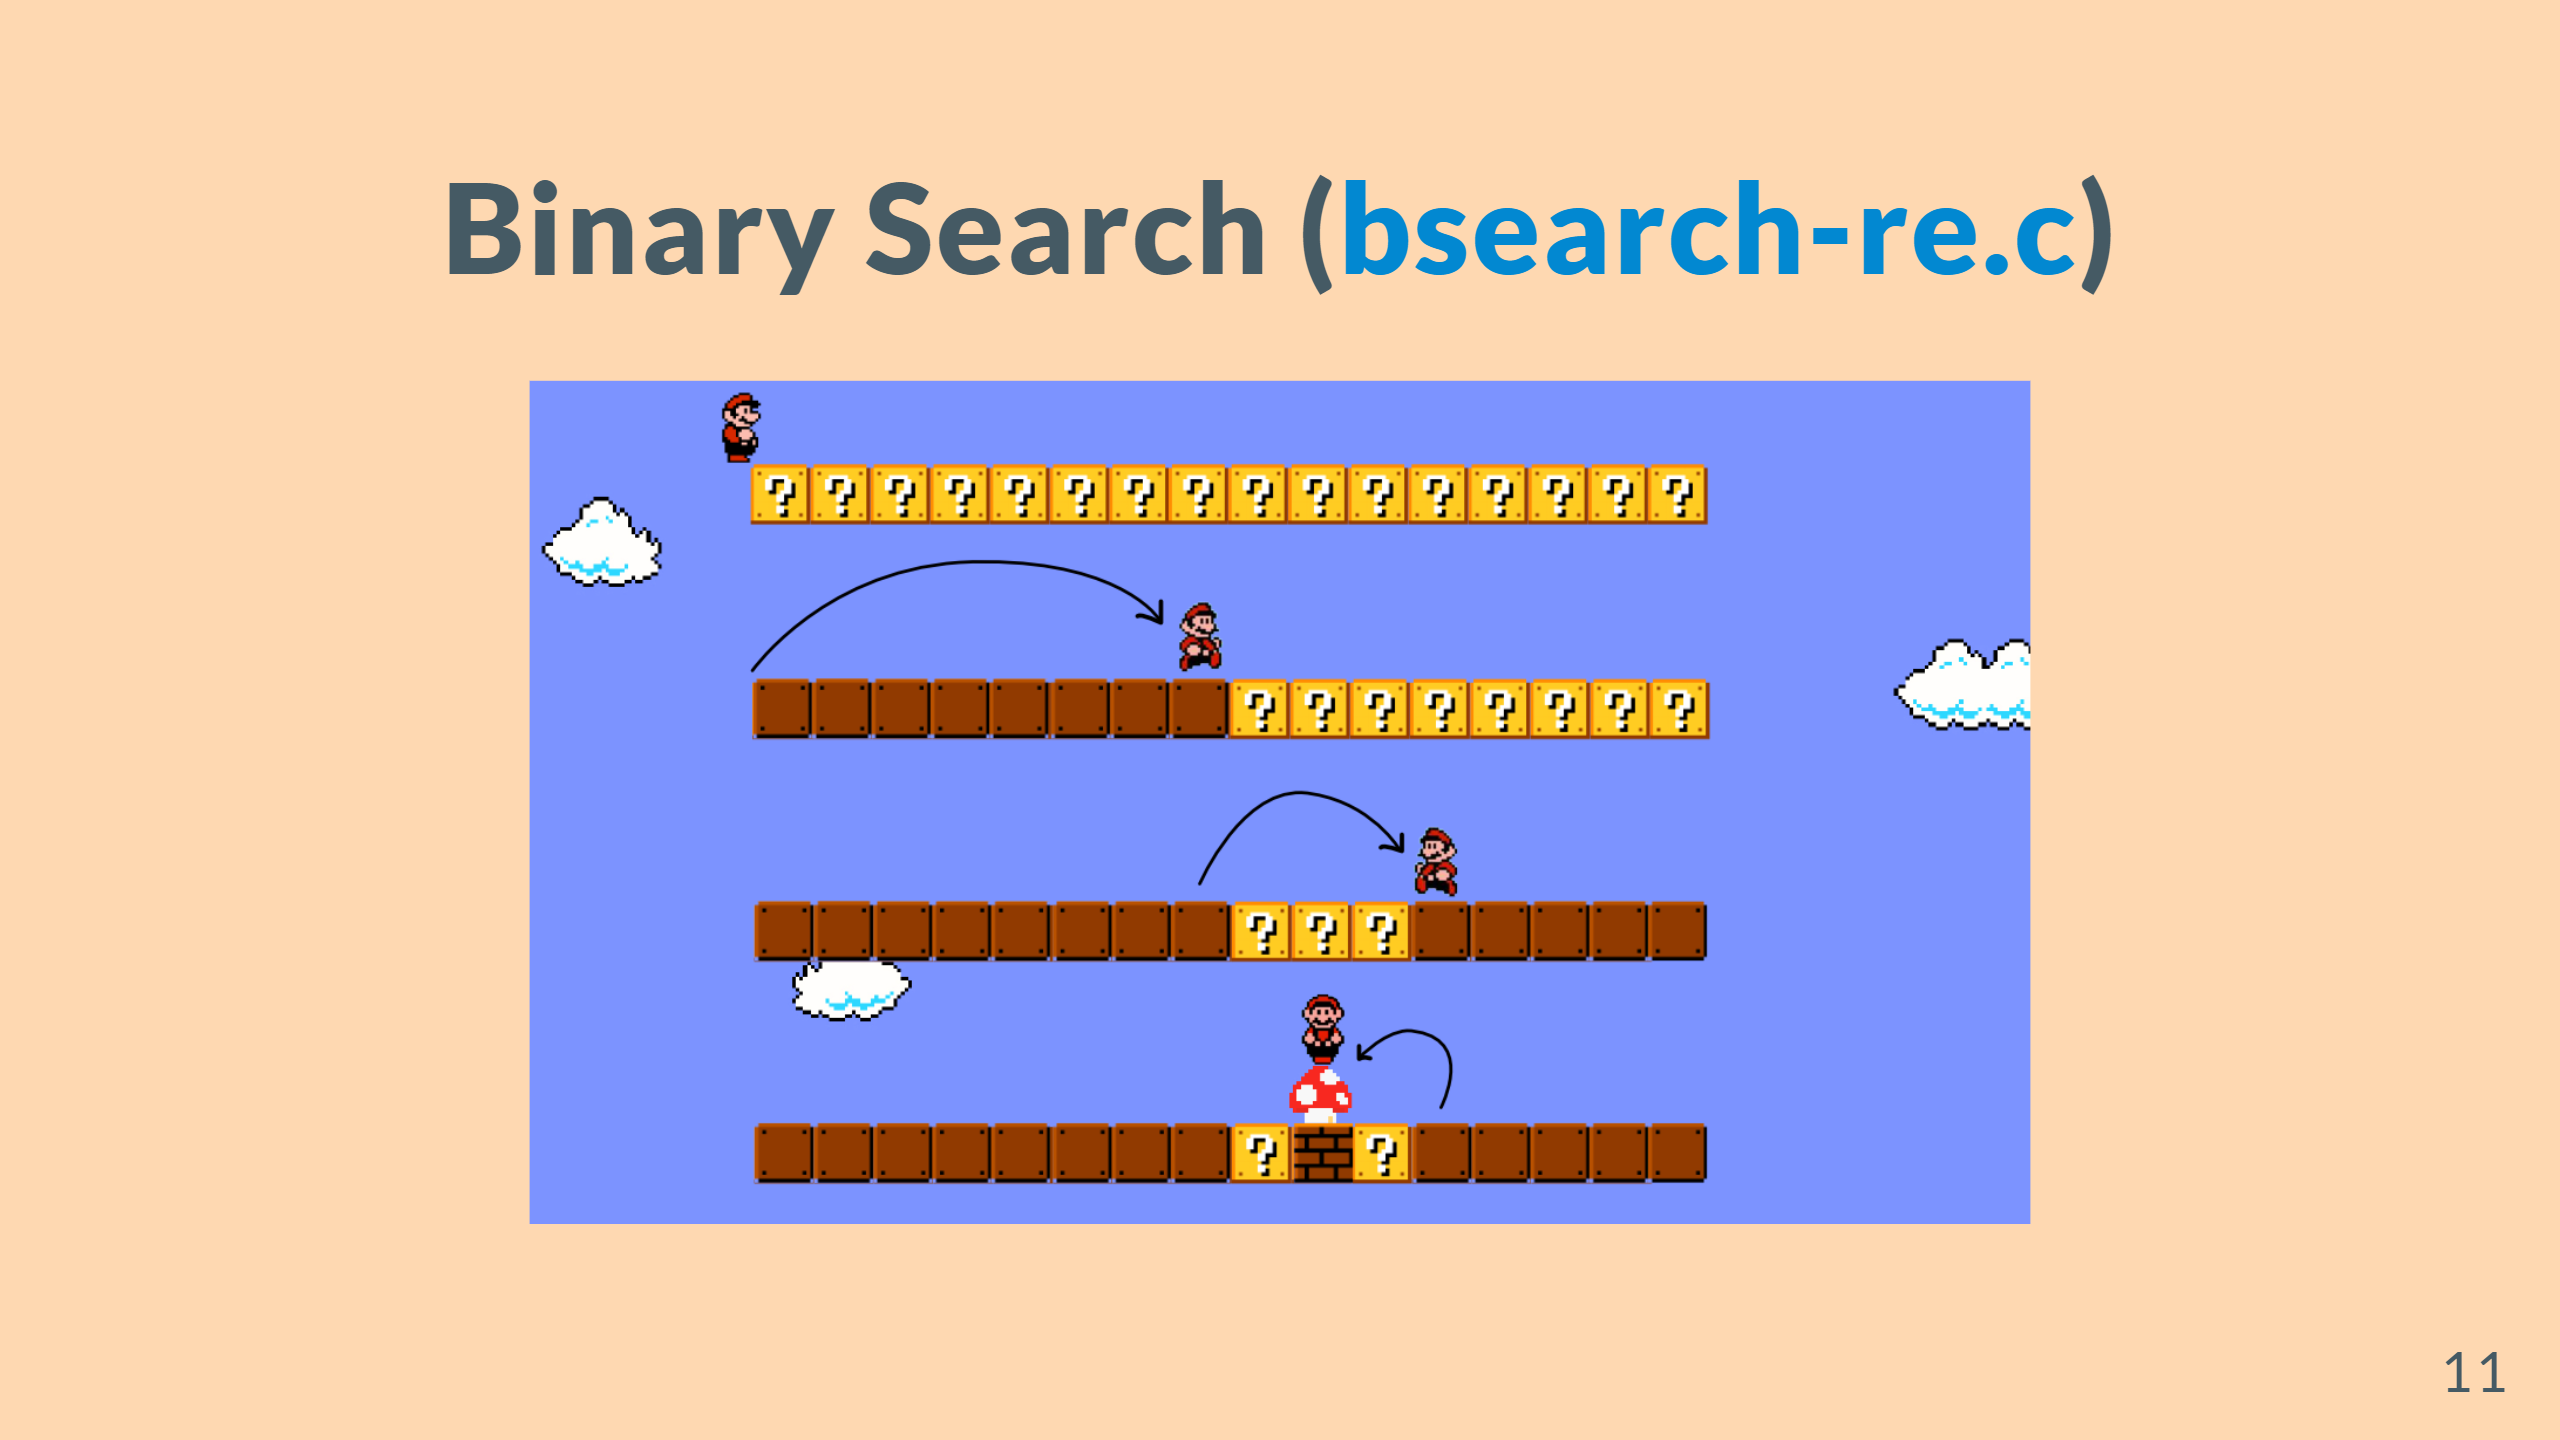 Binary Search (bsearch-re.c)
? ? ? ? ? ? ? ? ? ? ? ? ? ? ? ?
? ? ? ? ? ? ? ?
? ? ?
? ?
11